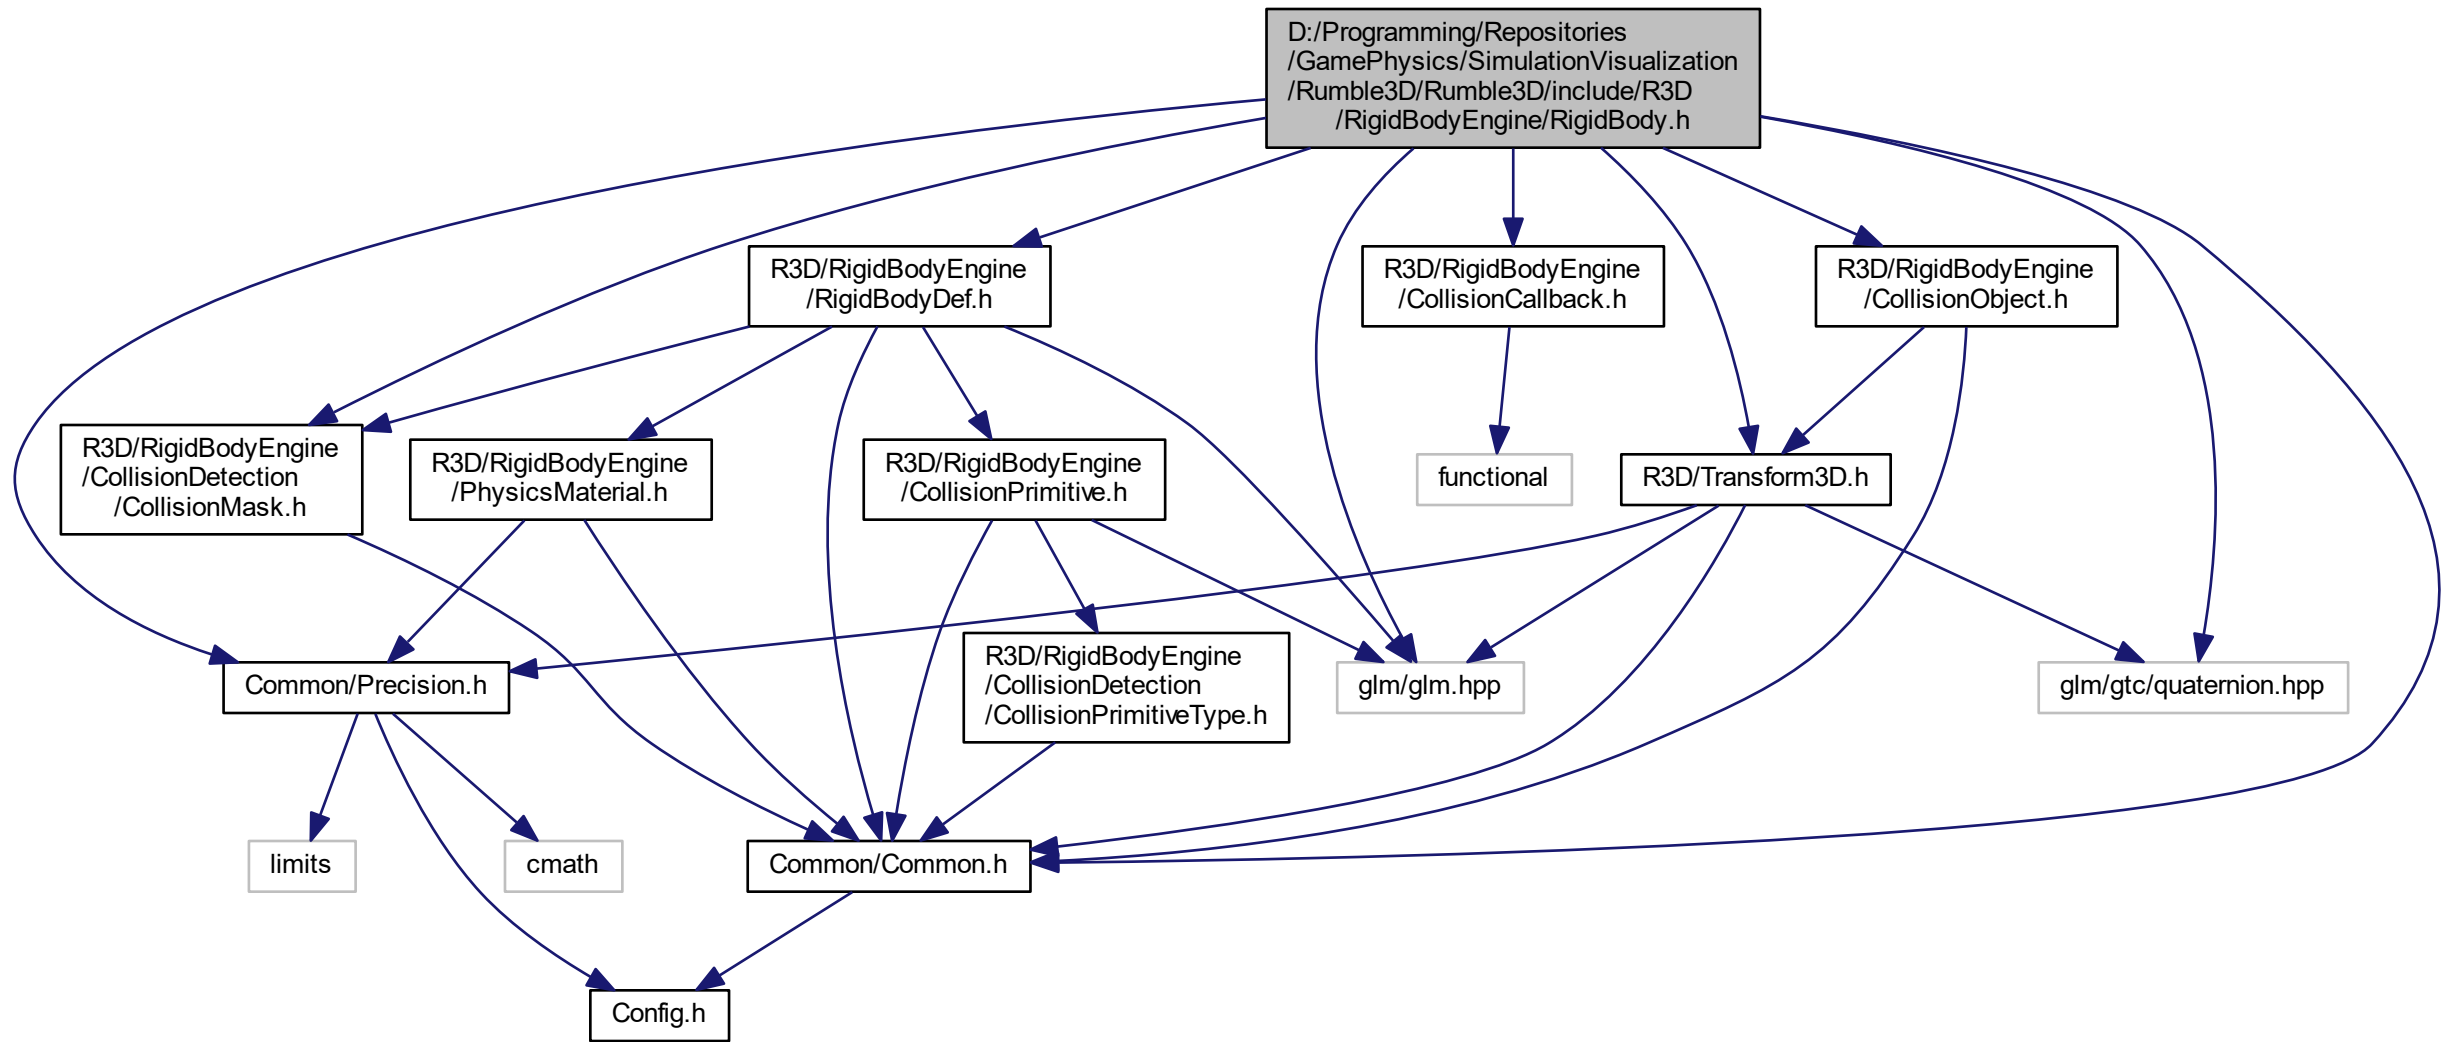 D:/Programming/Repositories
/GamePhysics/SimulationVisualization
/Rumble3D/Rumble3D/include/R3D
/RigidBodyEngine/RigidBody.h
R3D/RigidBodyEngine
/RigidBodyDef.h
R3D/RigidBodyEngine
/CollisionCallback.h
R3D/RigidBodyEngine
/CollisionObject.h
R3D/RigidBodyEngine
/CollisionDetection
/CollisionMask.h
R3D/RigidBodyEngine
/PhysicsMaterial.h
R3D/RigidBodyEngine
/CollisionPrimitive.h
functional
R3D/Transform3D.h
Common/Precision.h
R3D/RigidBodyEngine
/CollisionDetection
/CollisionPrimitiveType.h
glm/glm.hpp
glm/gtc/quaternion.hpp
limits
cmath
Common/Common.h
Config.h